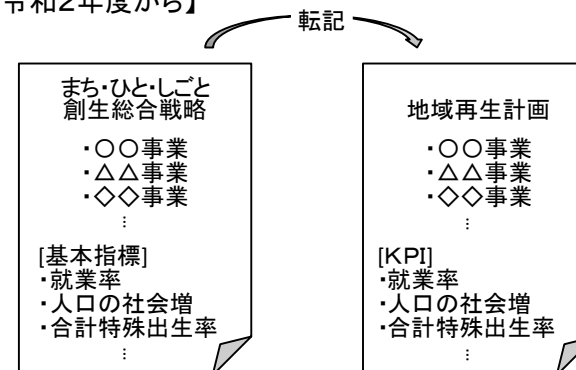 令和2年度から】
転記
まち・ひと・しごと
創生総合戦略
・〇〇事業
・△△事業
・◇◇事業
⋮
[基本指標]
・就業率
・人口の社会増
・合計特殊出生率
⋮
地域再生計画
・〇〇事業
・△△事業
・◇◇事業
⋮
[KPI]
・就業率
・人口の社会増
・合計特殊出生率
⋮